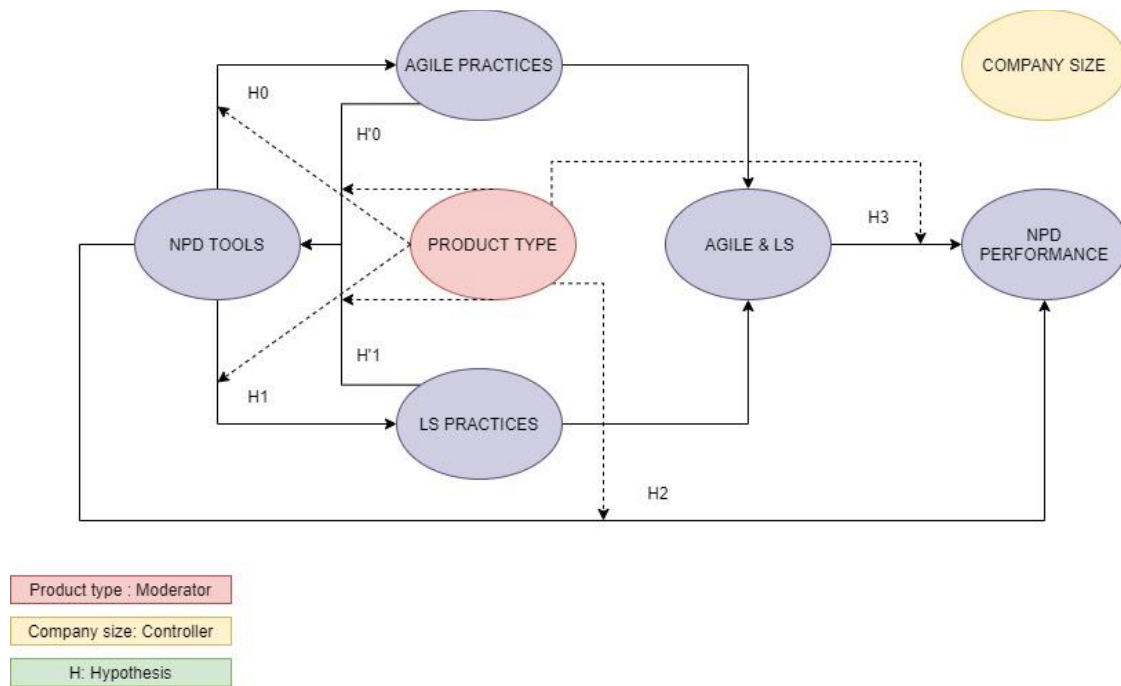 AGILE PRACTICES
COMPANY SIZE
H0
H'0
NPD TOOLS
PRODUCT TYPE
AGILE & LS
H3
NPD
PERFORMANCE
H'1
H1
LS PRACTICES
H2
Product type : Moderator
Company size: Controller
H: Hypothesis